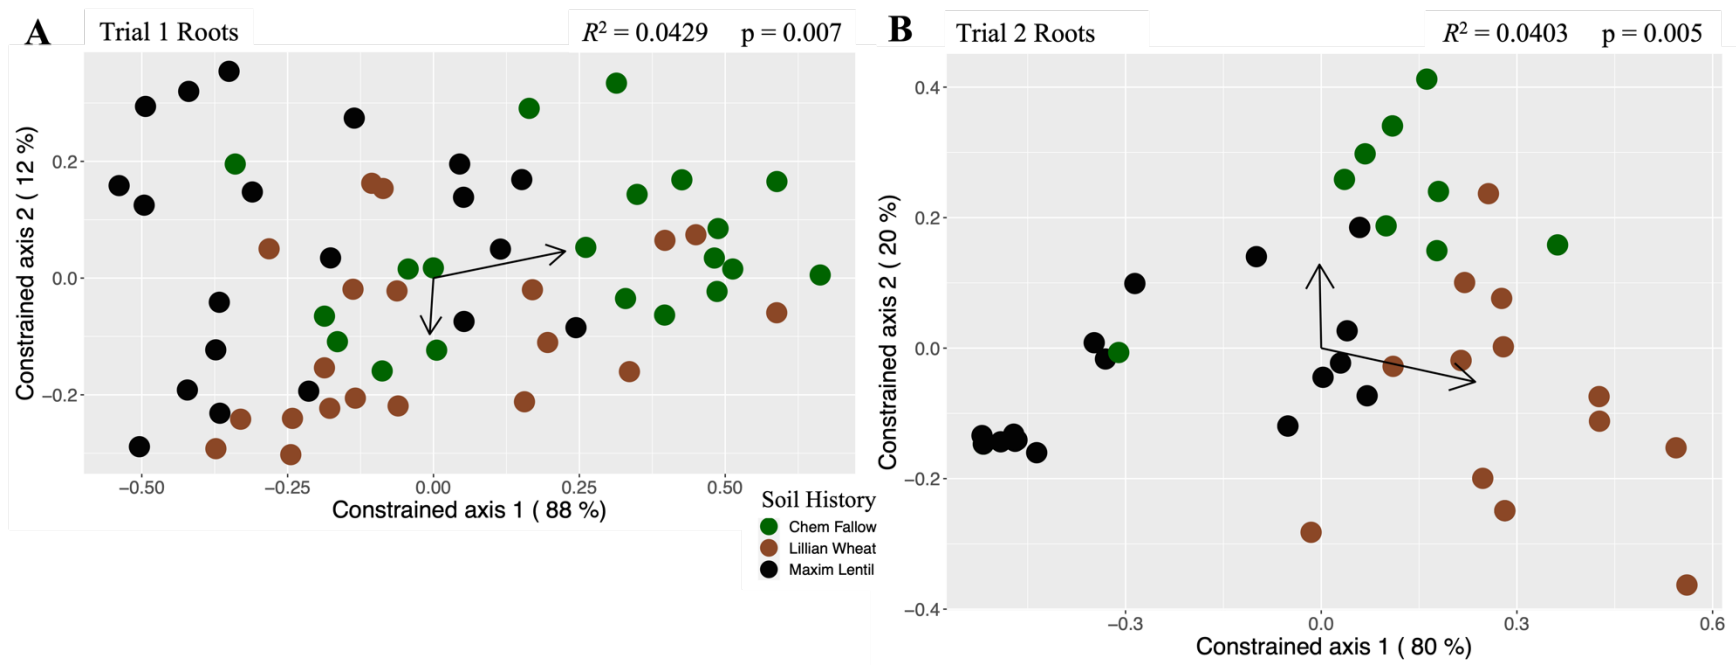 A
Trial 1 Roots
R² = 0.0429 p = 0.007
Constrained axis 2 ( 12 %)
0.2
0.0
−0.2
−0.50
−0.25
0.00
0.25
0.50
Constrained axis 1 ( 88 %)
Soil History
Chem Fallow
Lillian Wheat
Maxim Lentil
B
Trial 2 Roots
R² = 0.0403 p = 0.005
Constrained axis 2 ( 20 %)
0.4
0.2
0.0
−0.2
−0.4
−0.3
0.0
0.3
0.6
Constrained axis 1 ( 80 %)